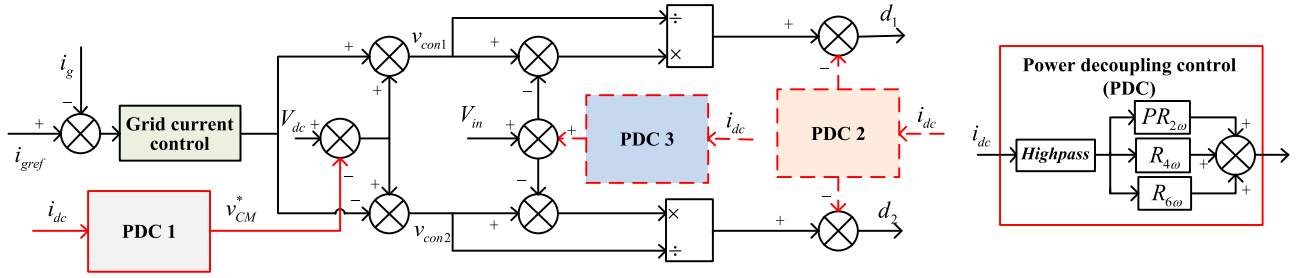 i_g
−
+
i_gref
Grid current
control
i_dc
PDC 1
v*_CM
V_dc
+
−
+
+
+
−
v_con1
v_con2
+
−
V_in
+
−
+
PDC 3
i_dc
÷
×
×
÷
+
−
d_1
PDC 2
i_dc
−
+
d_2
Power decoupling control
(PDC)
i_dc
Highpass
PR_2ω
R_4ω
R_6ω
+
+
+